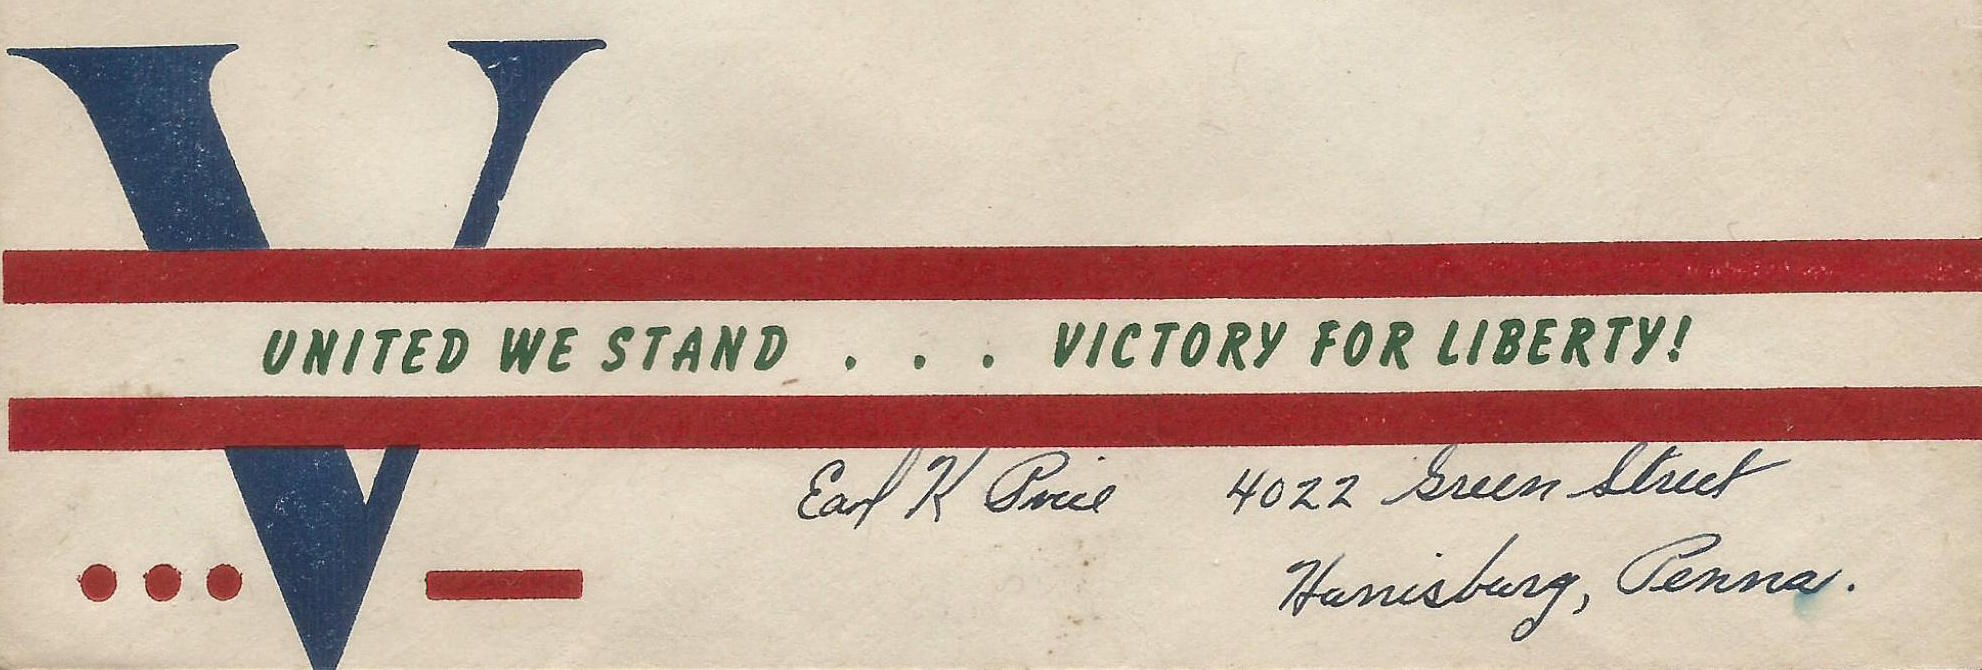 V
UNITED WE STAND . . . VICTORY FOR LIBERTY!
Earl K Price 4022 Green Street
Harrisburg, Penna.